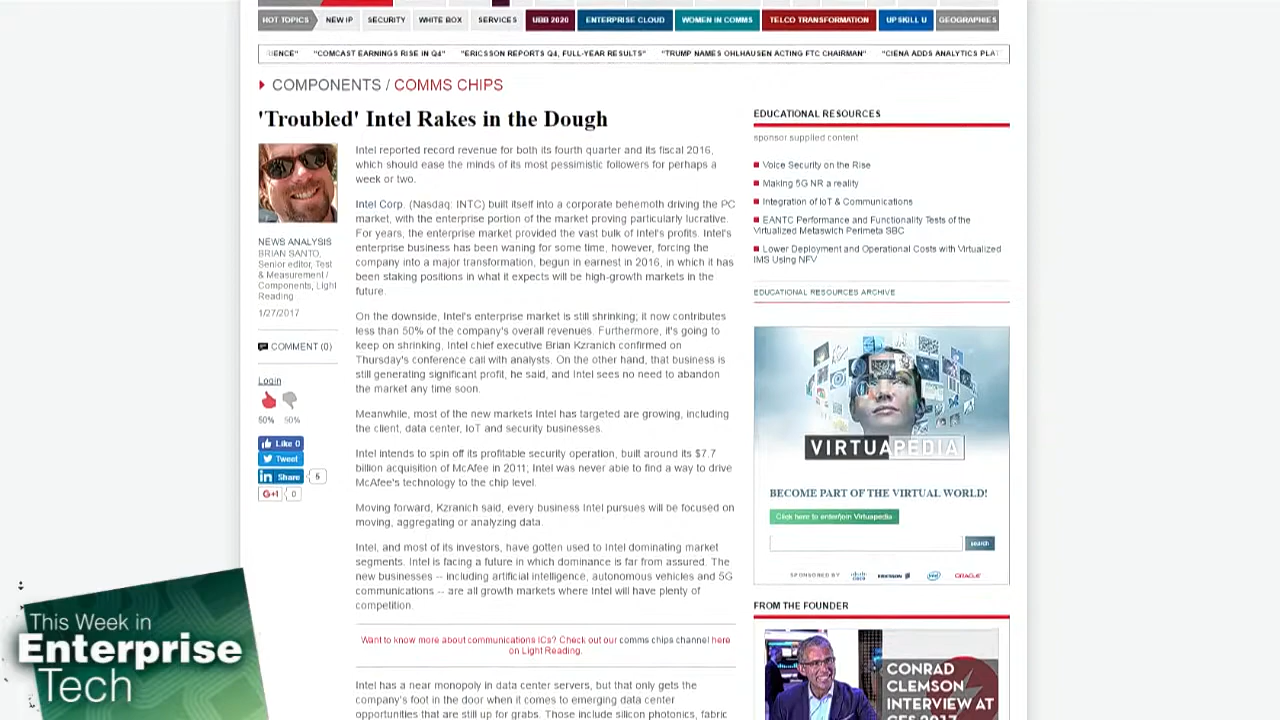 HOT TOPICS NEW IP SECURITY WHITE BOX SERVICES UBB 2020 ENTERPRISE CLOUD WOMEN IN COMMS TELCO TRANSFORMATION UPSKILL U GEOGRAPHIES
IENCE" "COMCAST EARNINGS RISE IN Q4" "ERICSSON REPORTS Q4, FULL-YEAR RESULTS" "TRUMP NAMES OHLHAUSEN ACTING FTC CHAIRMAN" "CIENA ADDS ANALYTICS PLAT
COMPONENTS / COMMS CHIPS
'Troubled' Intel Rakes in the Dough
NEWS ANALYSIS
BRIAN SANTO,
Senior editor, Test
& Measurement /
Components, Light
Reading
1/27/2017
COMMENT (0)
Login
50% 50%
Like 0
Tweet
in Share 5
G+1 0
Intel reported record revenue for both its fourth quarter and its fiscal 2016,
which should ease the minds of its most pessimistic followers for perhaps a
week or two.
Intel Corp. (Nasdaq: INTC) built itself into a corporate behemoth driving the PC
market, with the enterprise portion of the market proving particularly lucrative.
For years, the enterprise market provided the vast bulk of Intel's profits. Intel's
enterprise business has been waning for some time, however, forcing the
company into a major transformation, begun in earnest in 2016, in which it has
been staking positions in what it expects will be high-growth markets in the
future.
On the downside, Intel's enterprise market is still shrinking; it now contributes
less than 50% of the company's overall revenues. Furthermore, it's going to
keep on shrinking, Intel chief executive Brian Kzranich confirmed on
Thursday's conference call with analysts. On the other hand, that business is
still generating significant profit, he said, and Intel sees no need to abandon
the market any time soon.
Meanwhile, most of the new markets Intel has targeted are growing, including
the client, data center, IoT and security businesses.
Intel intends to spin off its profitable security operation, built around its $7.7
billion acquisition of McAfee in 2011; Intel was never able to find a way to drive
McAfee's technology to the chip level.
Moving forward, Kzranich said, every business Intel pursues will be focused on
moving, aggregating or analyzing data.
Intel, and most of its investors, have gotten used to Intel dominating market
segments. Intel is facing a future in which dominance is far from assured. The
new businesses -- including artificial intelligence, autonomous vehicles and 5G
communications -- are all growth markets where Intel will have plenty of
competition.
Want to know more about communications ICs? Check out our comms chips channel here
on Light Reading.
Intel has a near monopoly in data center servers, but that only gets the
company's foot in the door when it comes to emerging data center
opportunities that are still up for grabs. Those include silicon photonics, fabric
EDUCATIONAL RESOURCES
sponsor supplied content
Voice Security on the Rise
Making 5G NR a reality
Integration of IoT & Communications
EANTC Performance and Functionality Tests of the
Virtualized Metaswich Perimeta SBC
Lower Deployment and Operational Costs with Virtualized
IMS Using NFV
EDUCATIONAL RESOURCES ARCHIVE
VIRTUAPEDIA
BECOME PART OF THE VIRTUAL WORLD!
Click here to enter/join Virtuapedia
search
SPONSORED BY cisco ERICSSON intel ORACLE
FROM THE FOUNDER
CONRAD
CLEMSON
INTERVIEW AT
CES 2017
This Week in
Enterprise
Tech